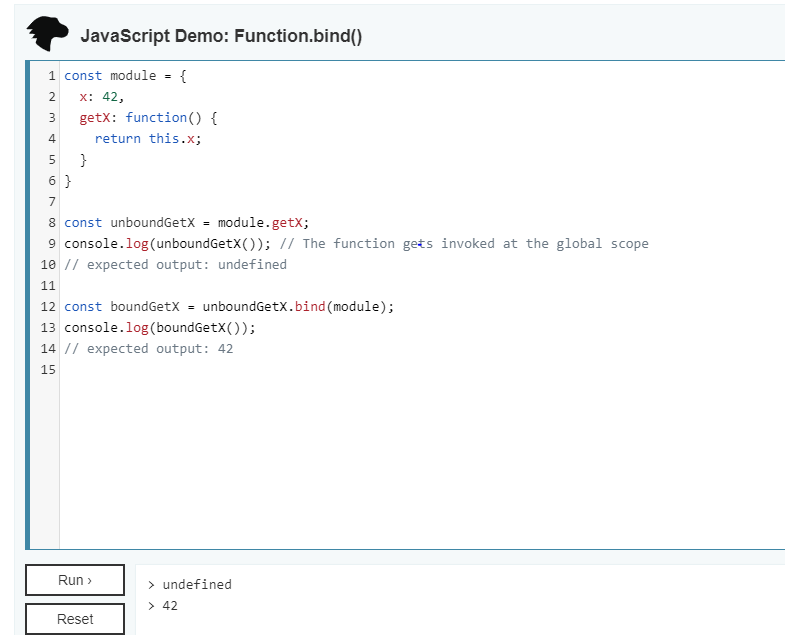 JavaScript Demo: Function.bind()
1 const module = {
2   x: 42,
3   getX: function() {
4     return this.x;
5   }
6 }
7
8 const unboundGetX = module.getX;
9 console.log(unboundGetX()); // The function gets invoked at the global scope
10 // expected output: undefined
11
12 const boundGetX = unboundGetX.bind(module);
13 console.log(boundGetX());
14 // expected output: 42
15
Run ›
> undefined
> 42
Reset